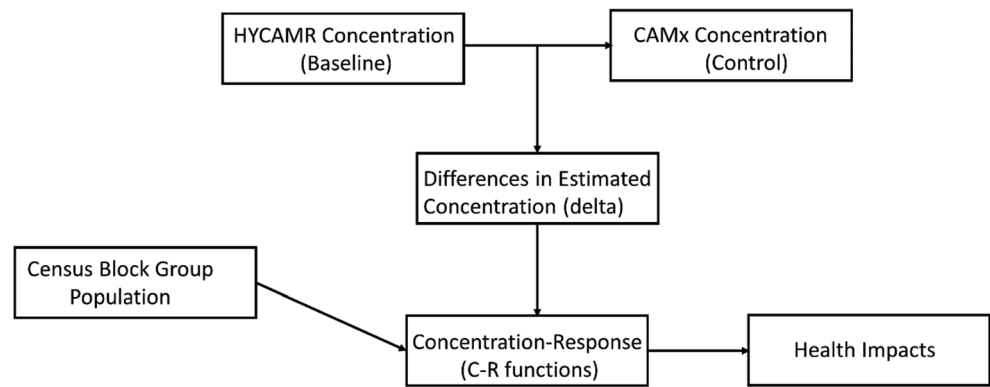 HYCAMR Concentration
(Baseline)
CAMx Concentration
(Control)
Differences in Estimated
Concentration (delta)
Census Block Group
Population
Concentration-Response
(C-R functions)
Health Impacts